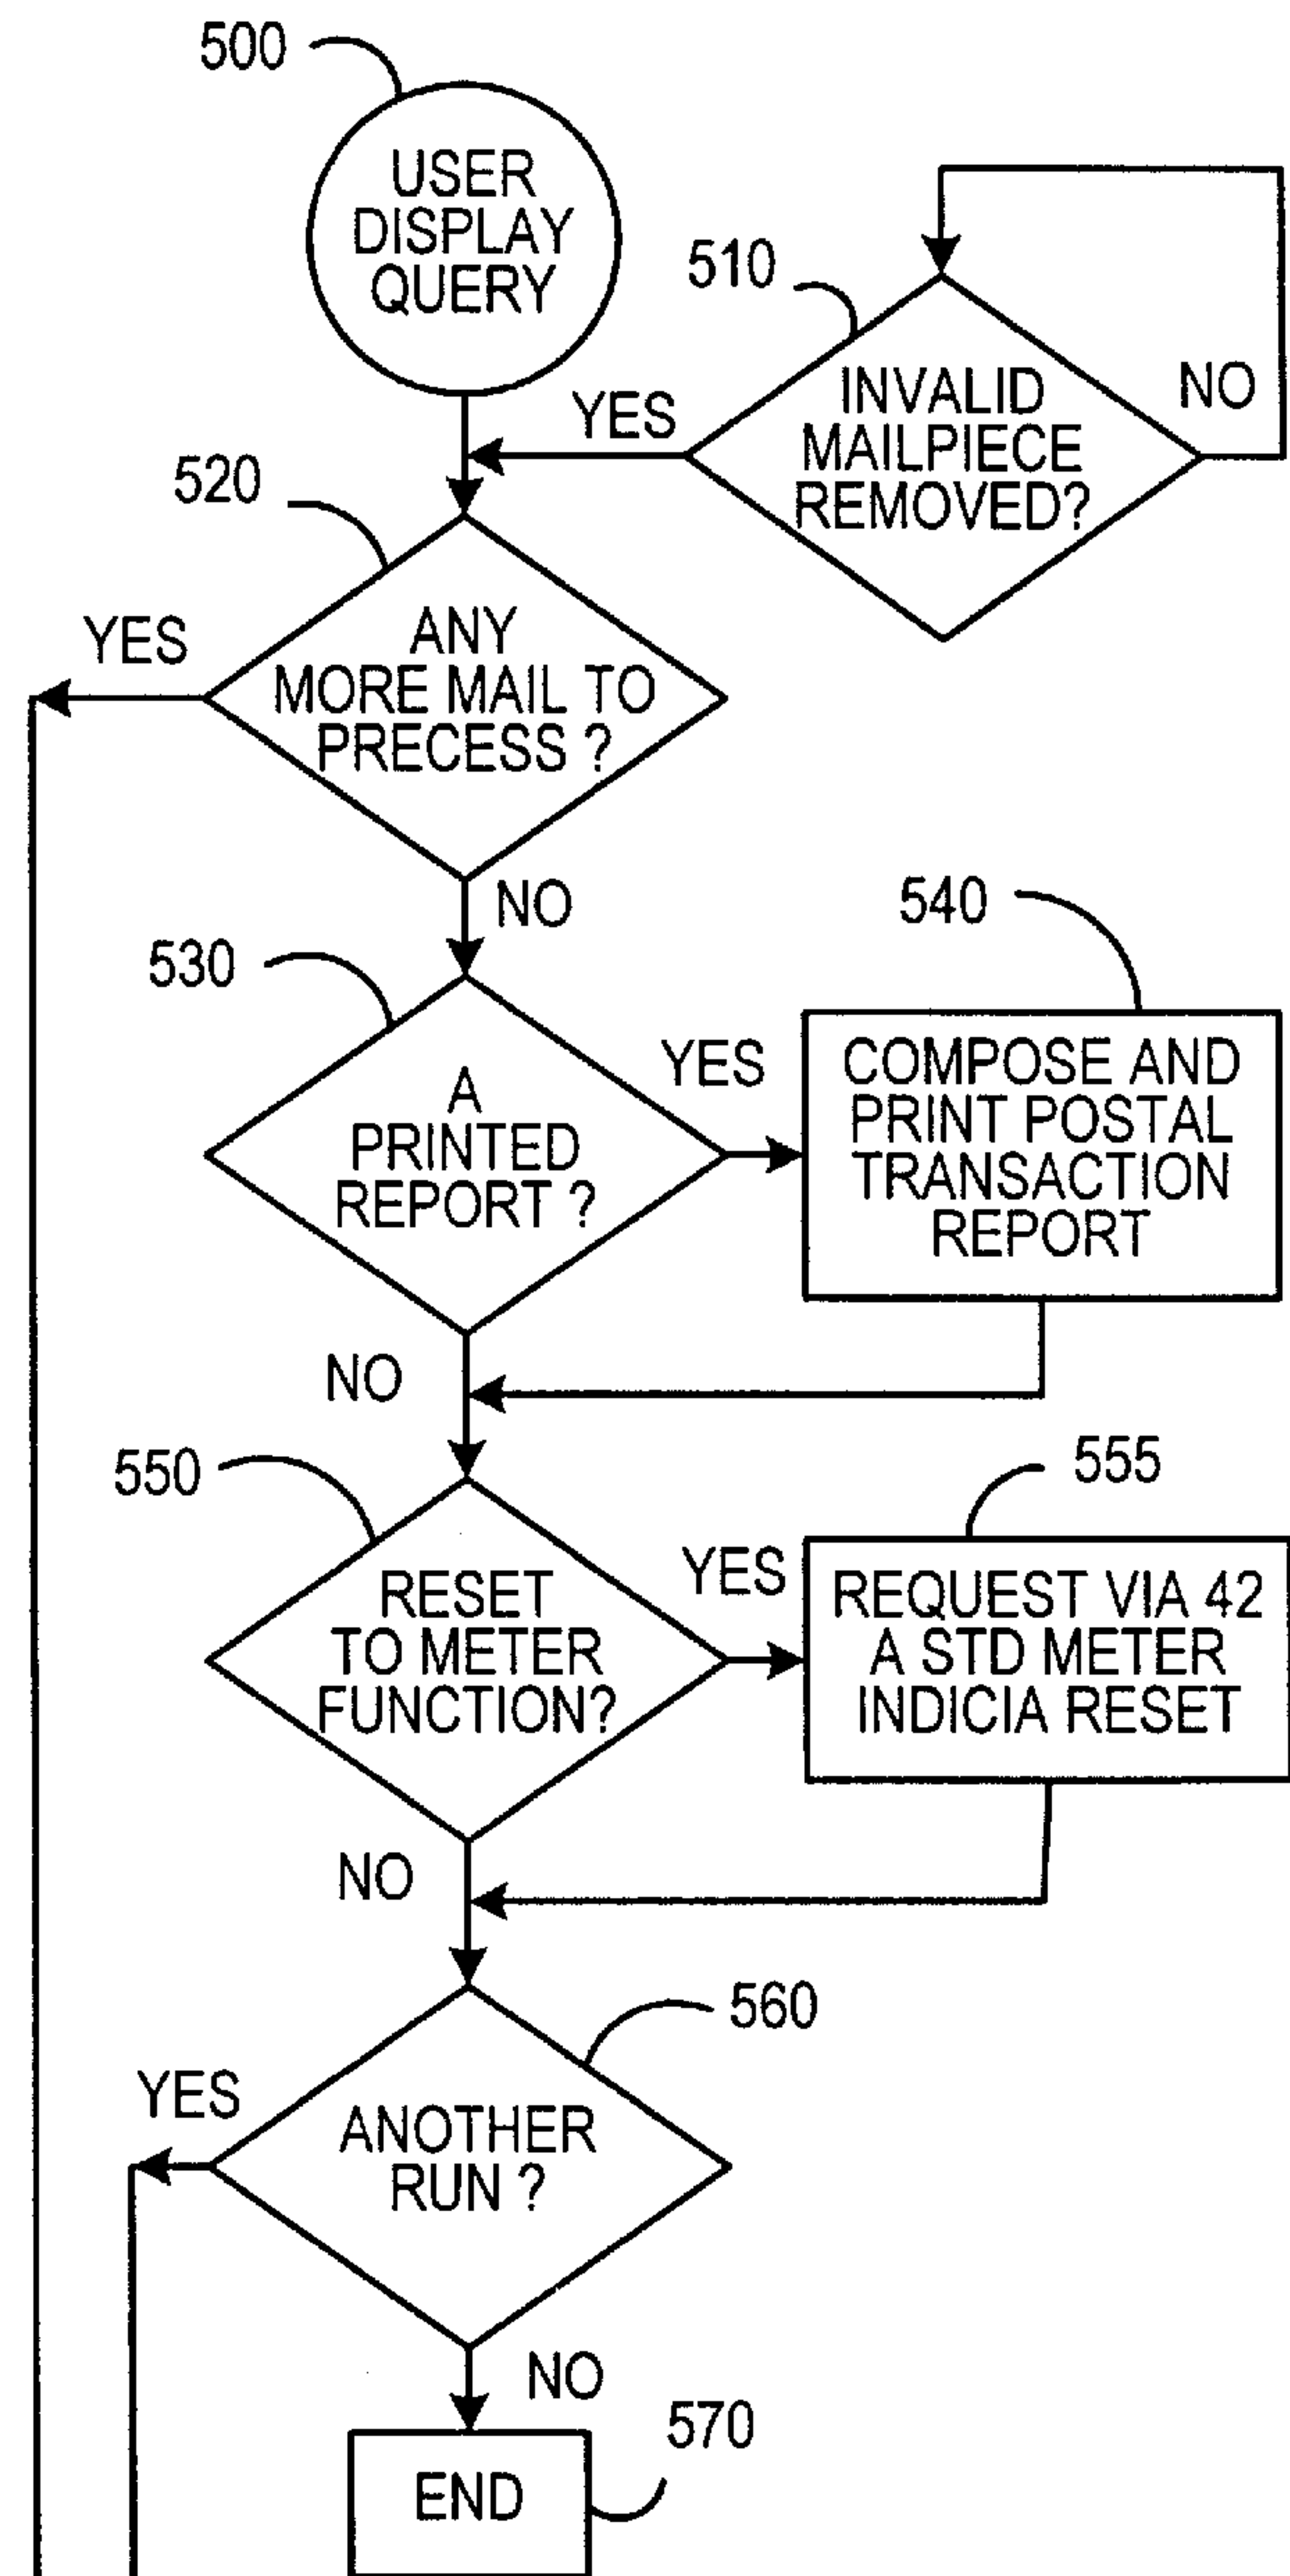 500
USER
DISPLAY
QUERY
510
INVALID
MAILPIECE
REMOVED?
NO
YES
520
ANY
MORE MAIL TO
PRECESS ?
YES
NO
530
A
PRINTED
REPORT ?
YES
540
COMPOSE AND
PRINT POSTAL
TRANSACTION
REPORT
NO
550
RESET
TO METER
FUNCTION?
YES
555
REQUEST VIA 42
A STD METER
INDICIA RESET
NO
560
ANOTHER
RUN ?
YES
NO
570
END